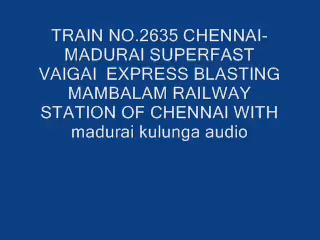 TRAIN NO.2635 CHENNAI-
MADURAI SUPERFAST
VAIGAI  EXPRESS BLASTING
MAMBALAM RAILWAY
STATION OF CHENNAI WITH
madurai kulunga audio